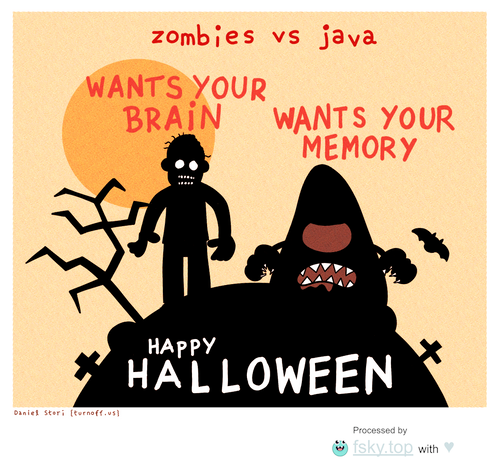 zombies vs java
WANTS YOUR
BRAiN
WANTS YOUR
MEMORY
HAPPY
HALLOWEEN
Daniel Stori {turnoff.us}
Processed by
fsky.top with ♥